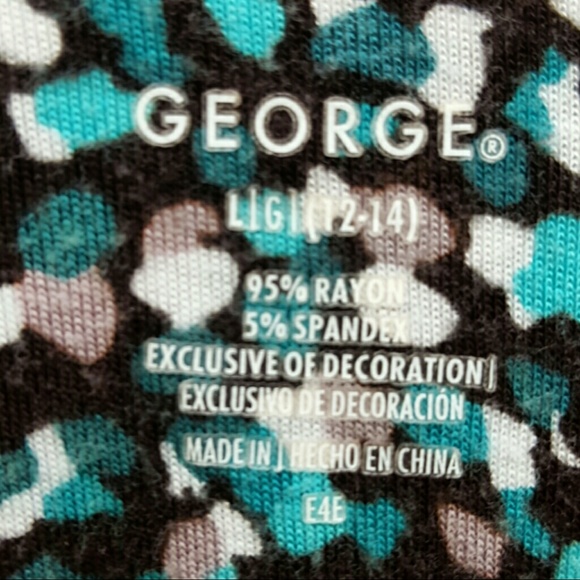 GEORGE®
L|G|(12-14)
95% RAYON
5% SPANDEX
EXCLUSIVE OF DECORATION|
EXCLUSIVO DE DECORACIÓN
MADE IN | HECHO EN CHINA
E4E